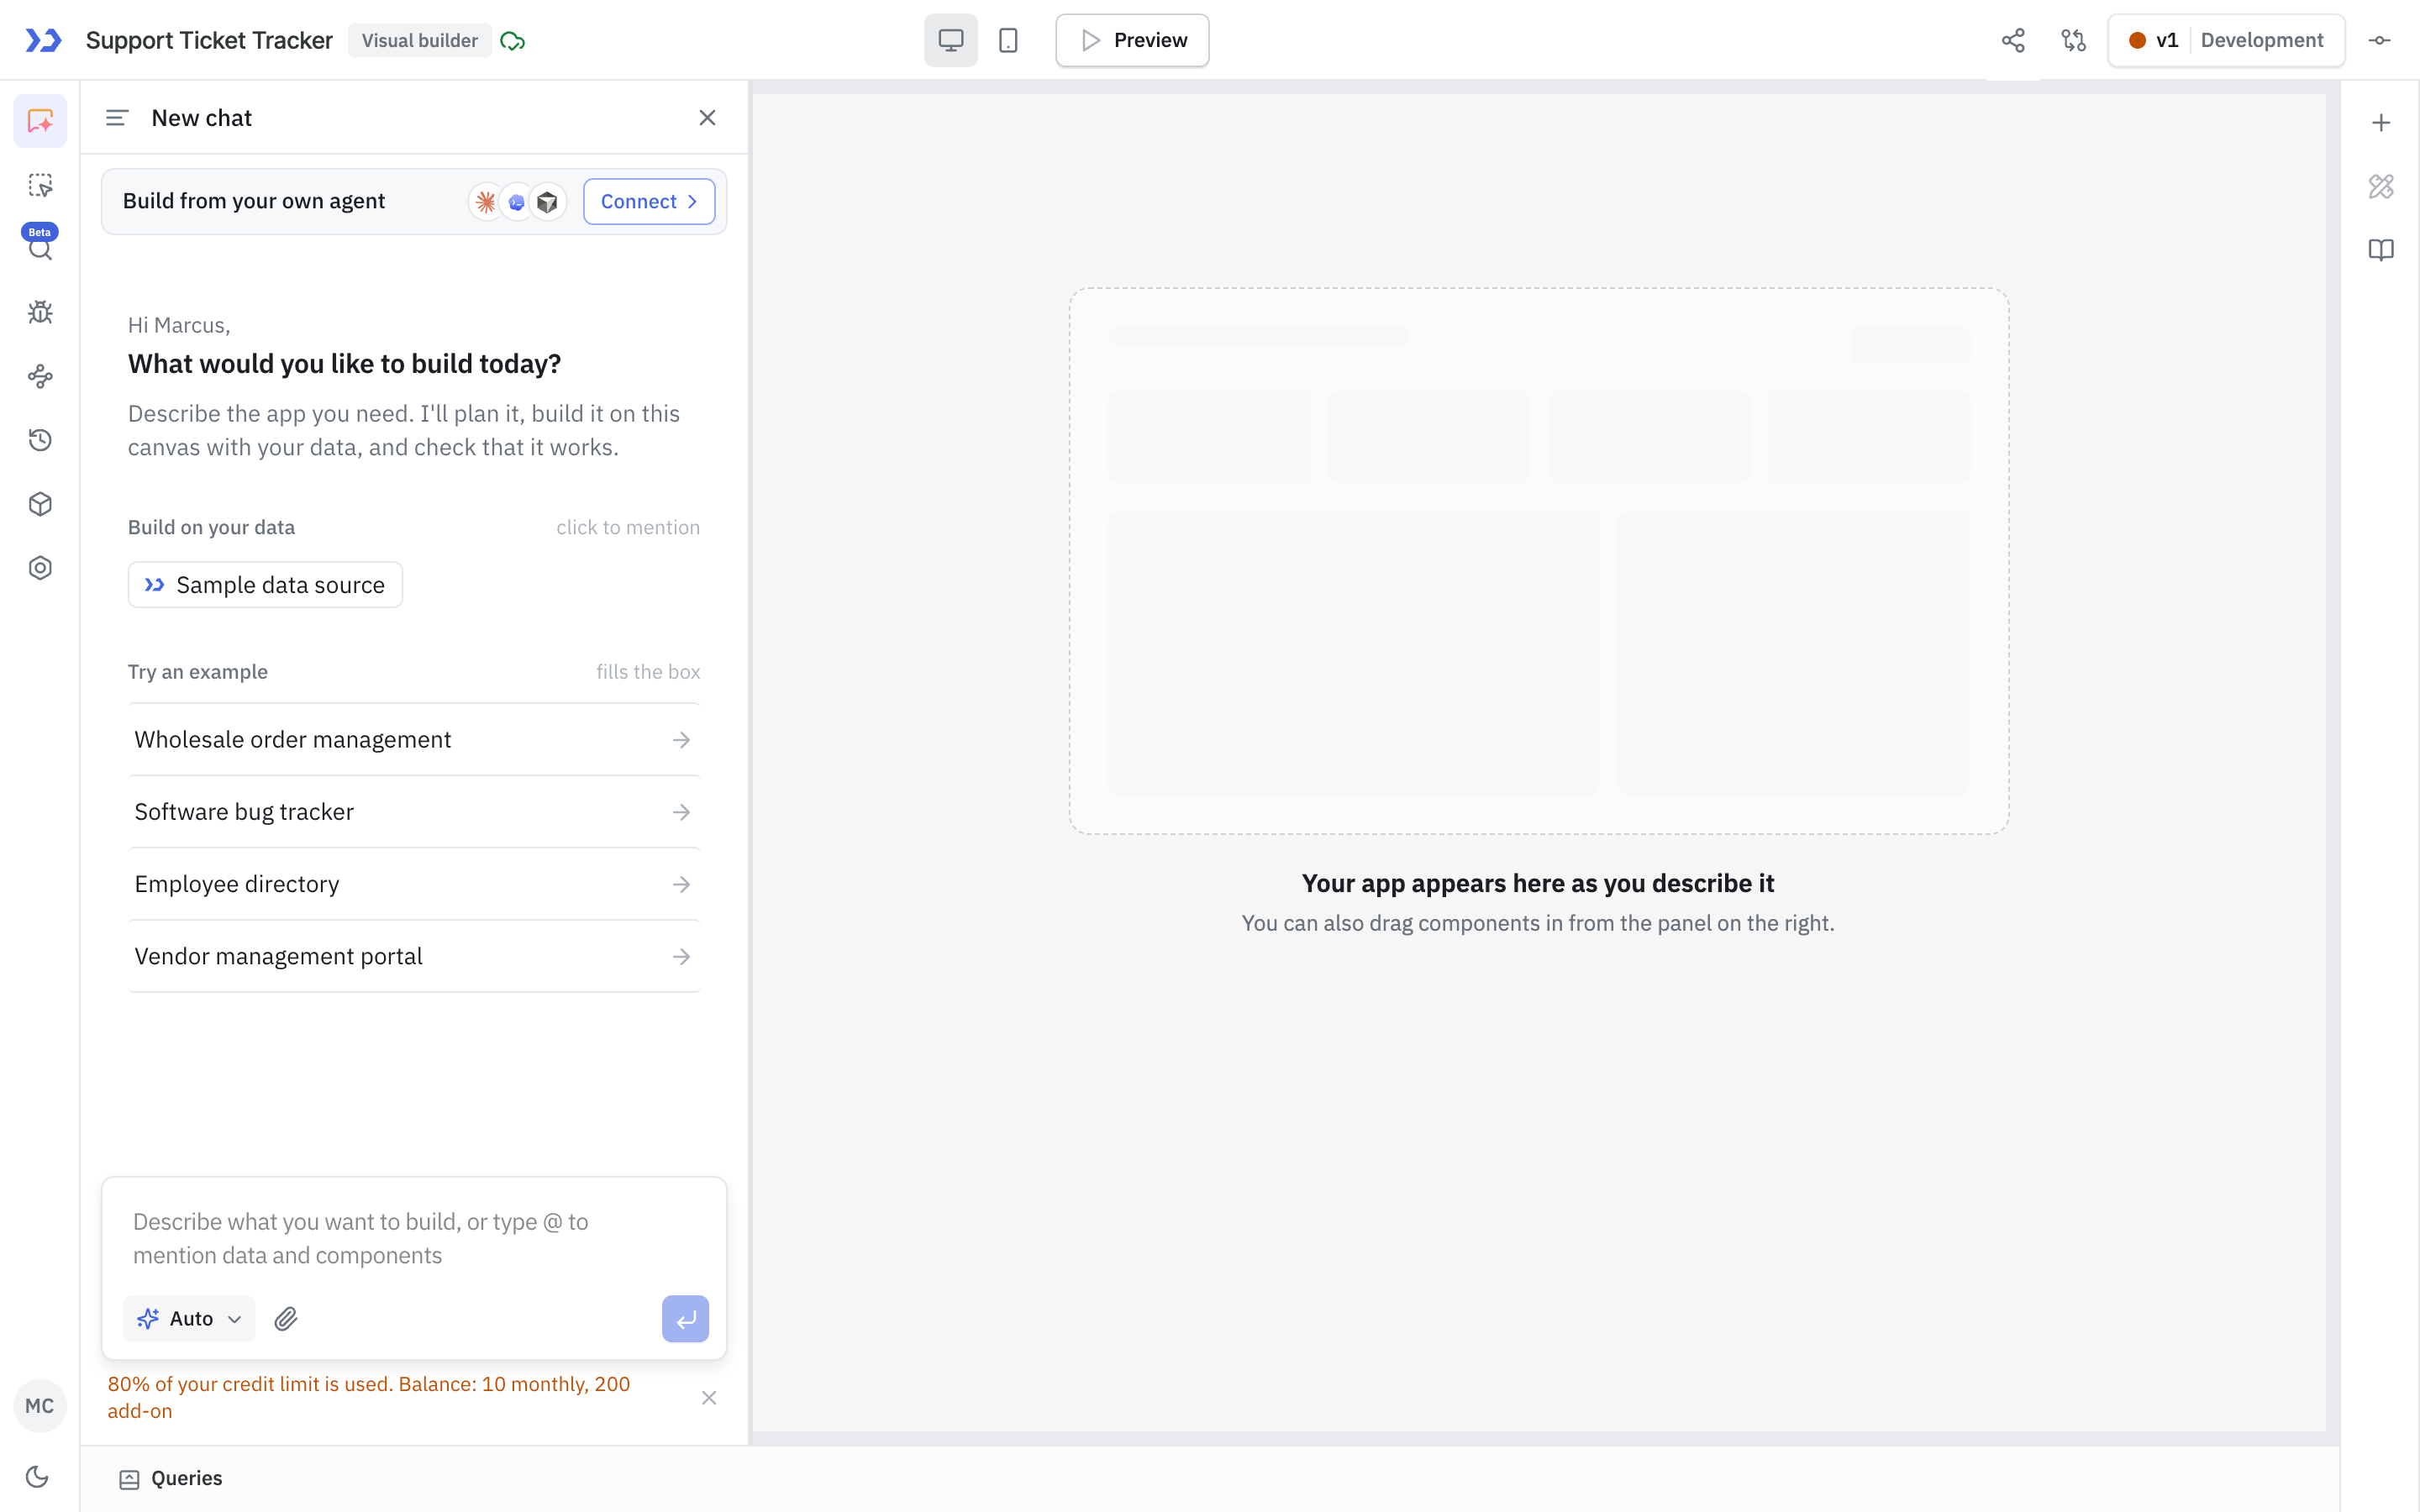 Support Ticket Tracker
Visual builder
Preview
v1
Development
New chat
Build from your own agent
Connect
Beta
Hi Marcus,
What would you like to build today?
Describe the app you need. I'll plan it, build it on this
canvas with your data, and check that it works.
Build on your data
click to mention
Sample data source
Try an example
fills the box
Wholesale order management
Software bug tracker
Employee directory
Vendor management portal
Your app appears here as you describe it
You can also drag components in from the panel on the right.
Describe what you want to build, or type @ to
mention data and components
Auto
80% of your credit limit is used. Balance: 10 monthly, 200
add-on
MC
Queries